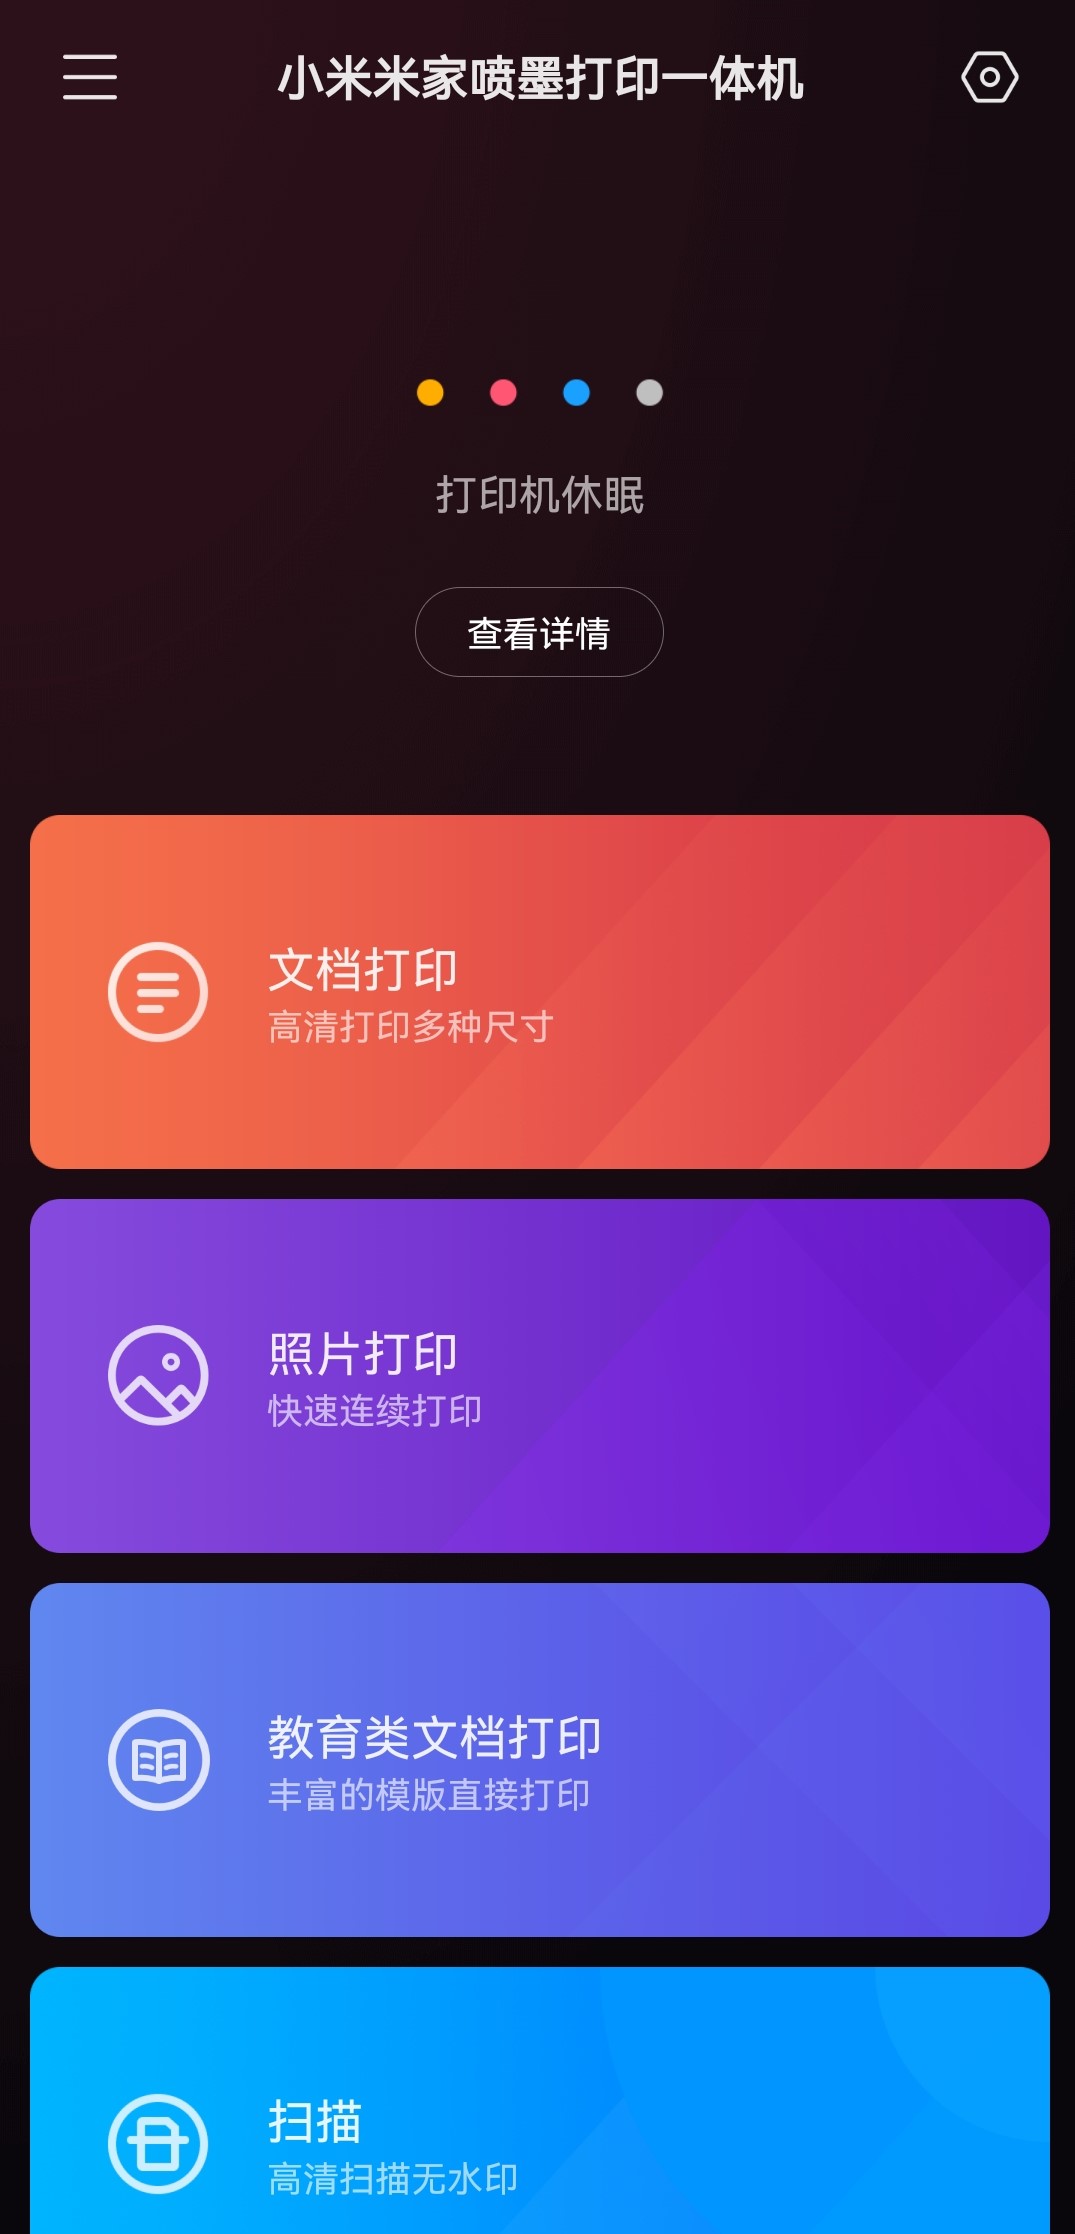 小米米家喷墨打印一体机
打印机休眠
查看详情
文档打印
高清打印多种尺寸
照片打印
快速连续打印
教育类文档打印
丰富的模版直接打印
扫描
高清扫描无水印